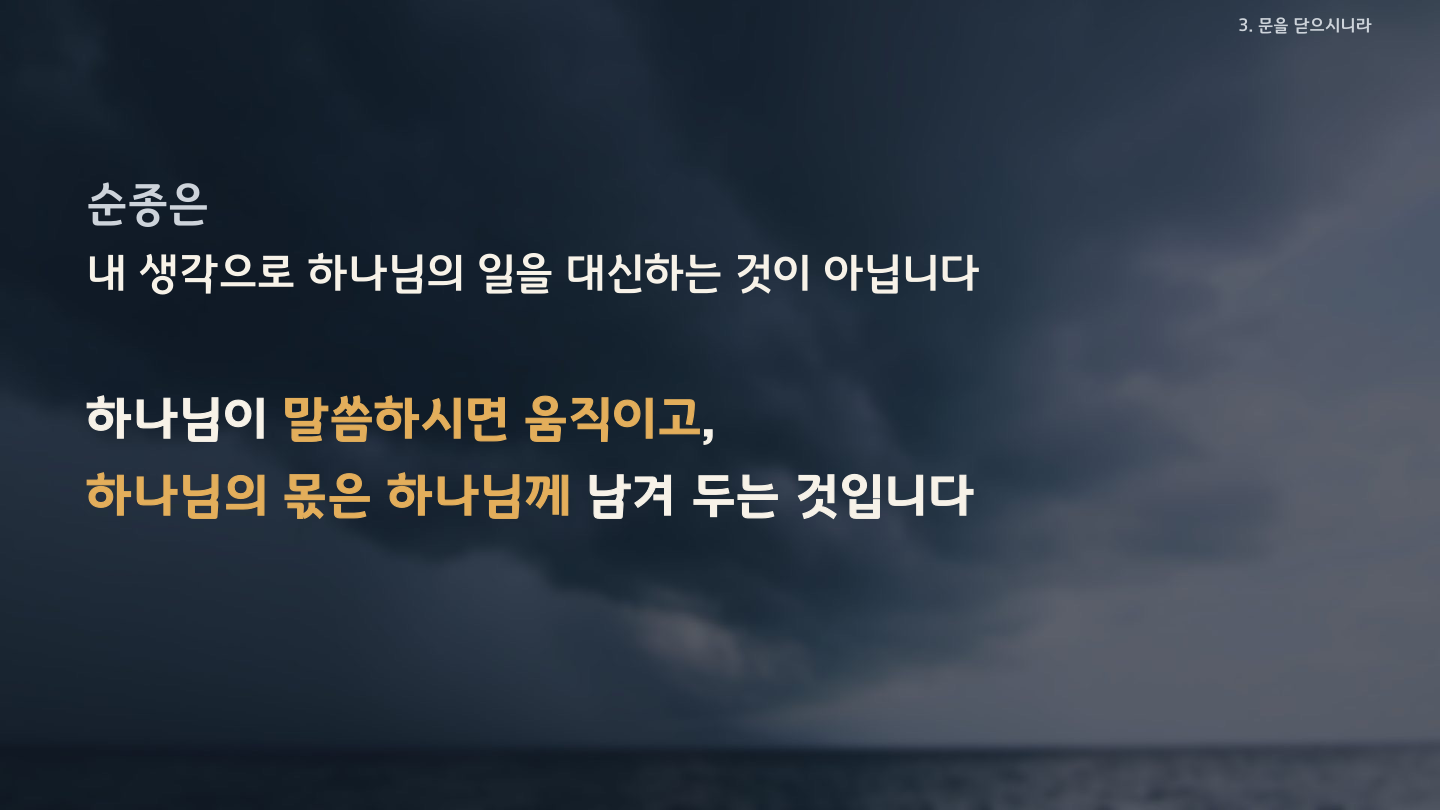 3. 문을 닫으시니라
순종은
내 생각으로 하나님의 일을 대신하는 것이 아닙니다
하나님이 말씀하시면 움직이고,
하나님의 몫은 하나님께 남겨 두는 것입니다